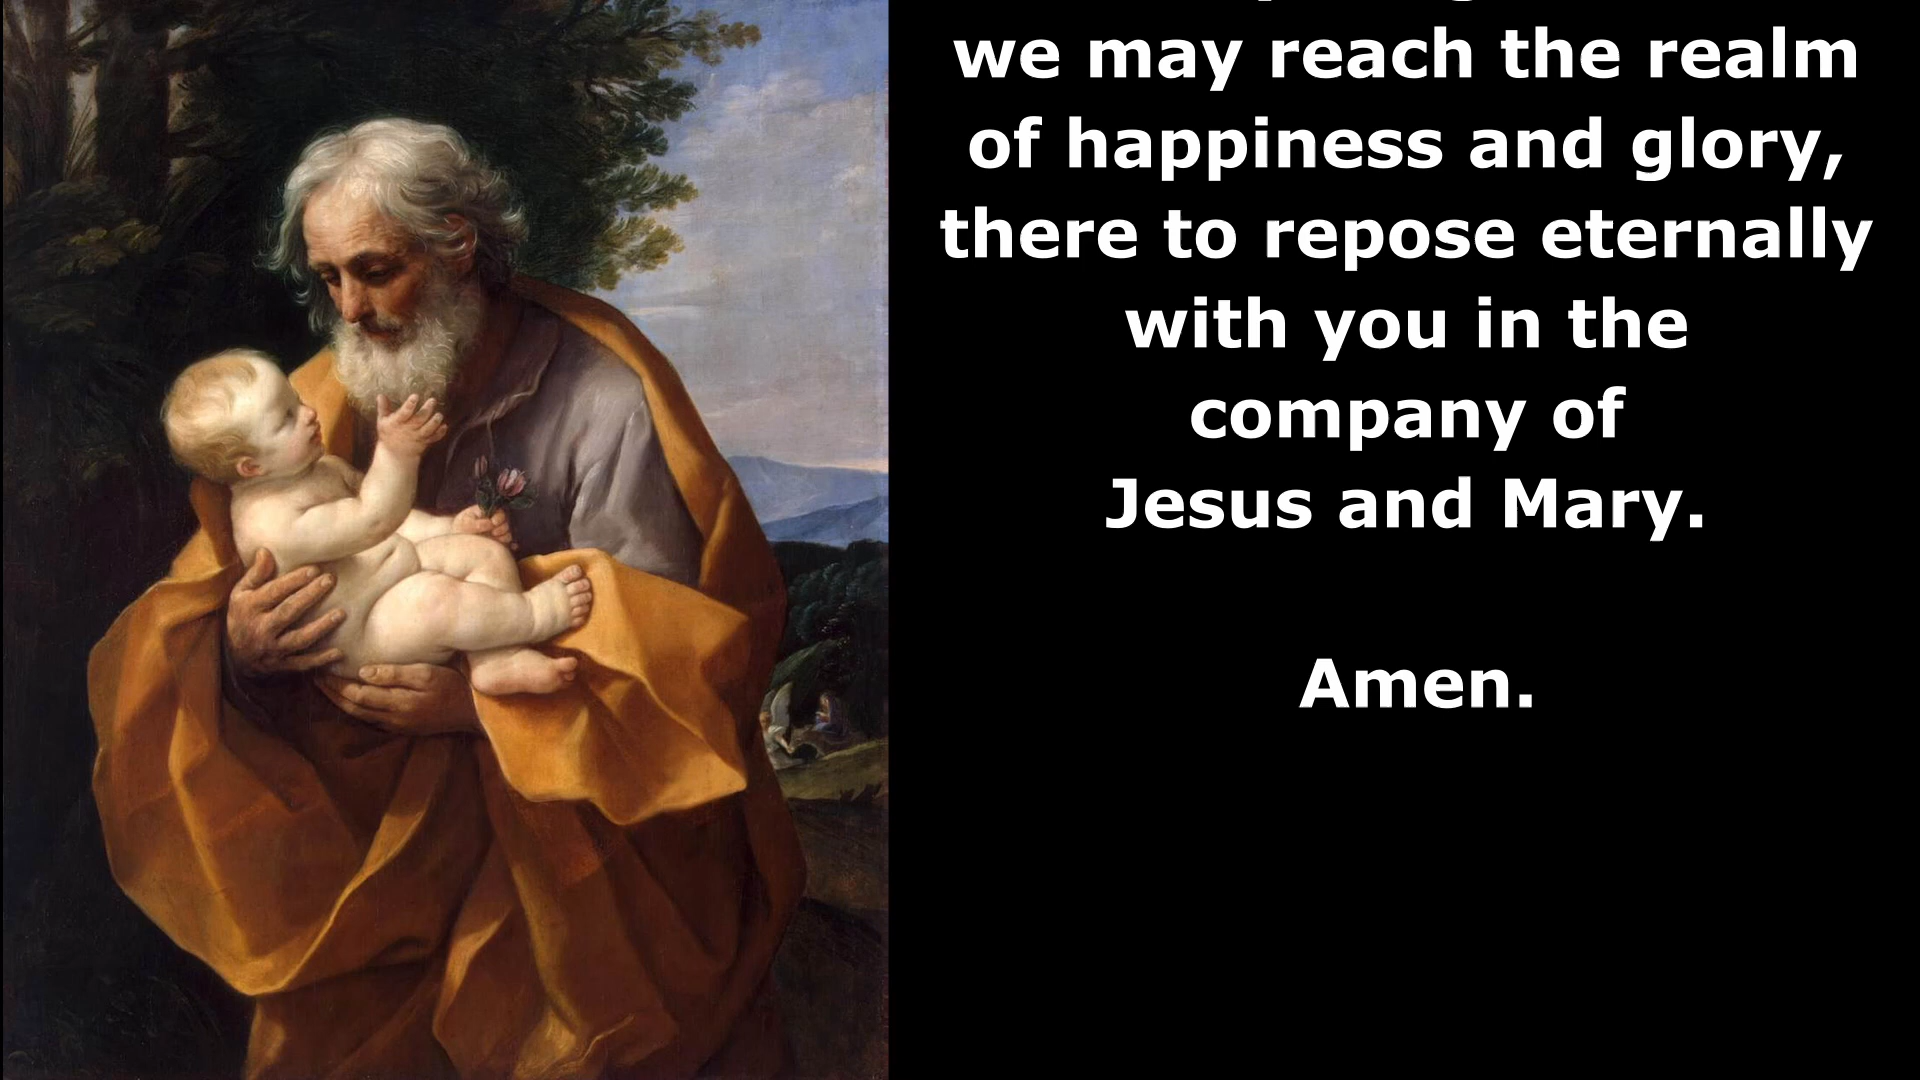 we may reach the realm
of happiness and glory,
there to repose eternally
with you in the
company of
Jesus and Mary.
Amen.